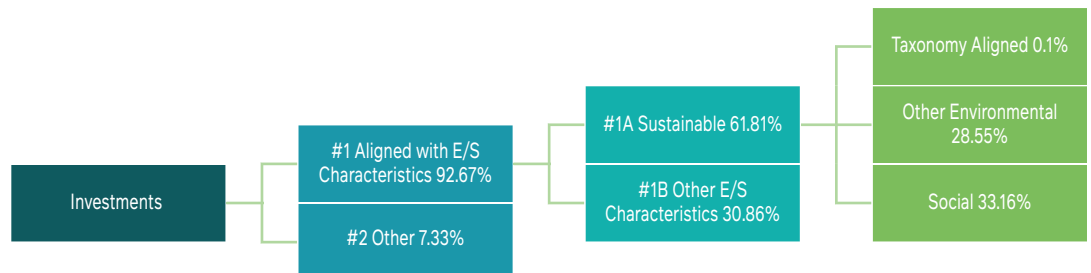 Investments
#1 Aligned with E/S
Characteristics 92.67%
#2 Other 7.33%
#1A Sustainable 61.81%
#1B Other E/S
Characteristics 30.86%
Taxonomy Aligned 0.1%
Other Environmental
28.55%
Social 33.16%